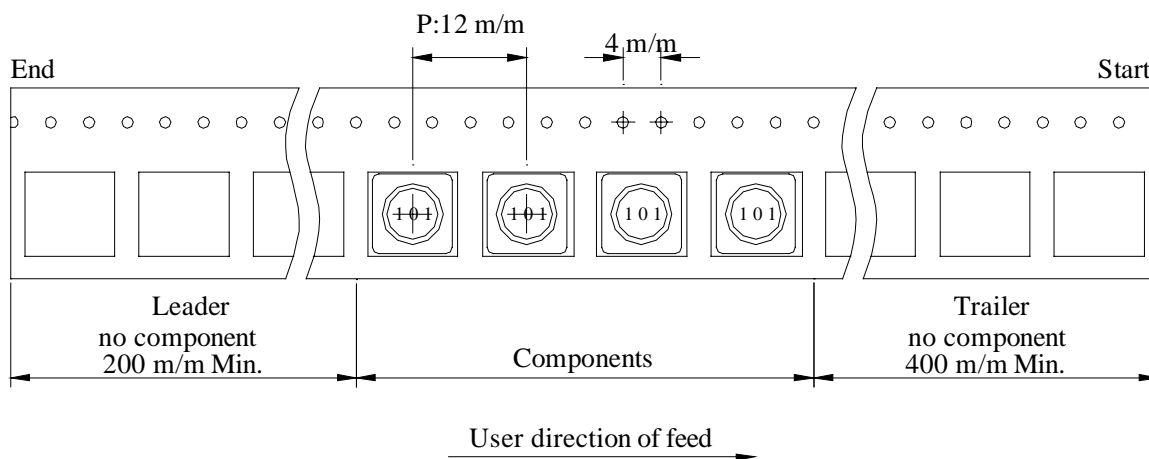 P:12 m/m
4 m/m
End
Start
101
101
101
101
Leader
no component
200 m/m Min.
Components
Trailer
no component
400 m/m Min.
User direction of feed